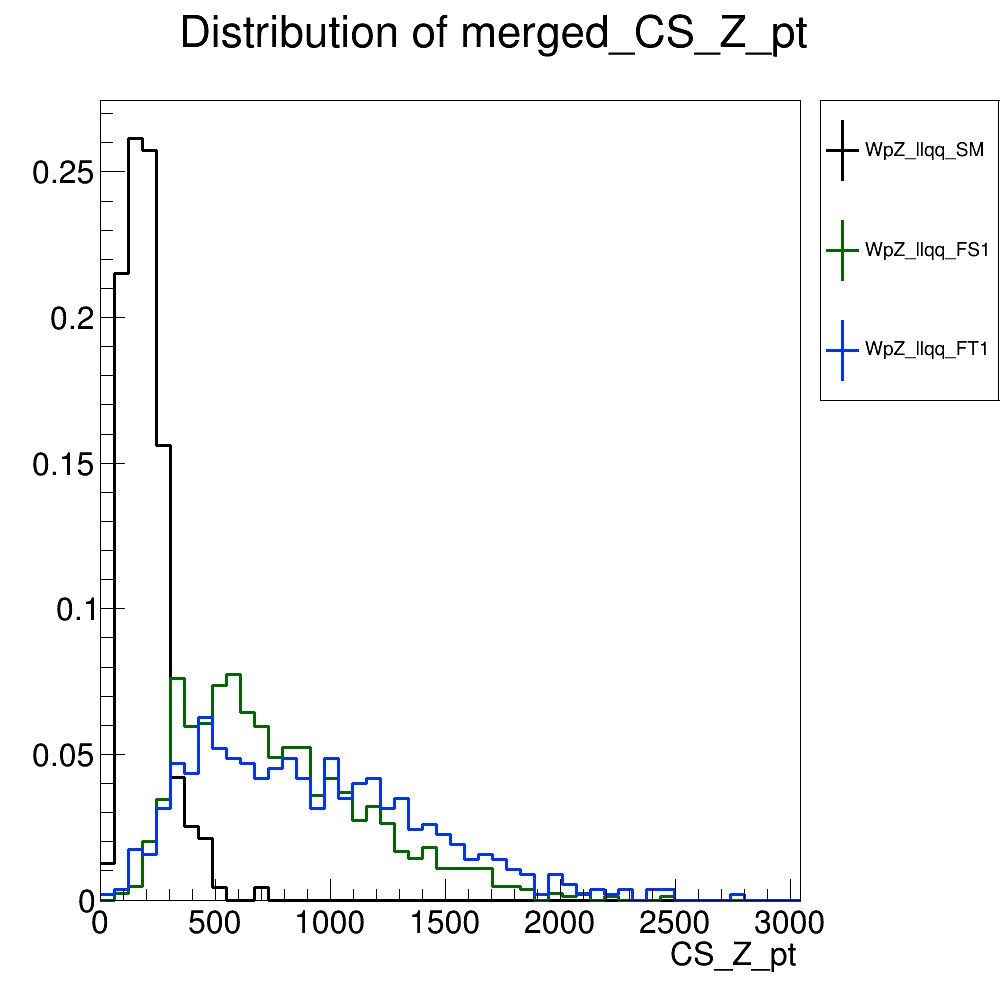 Distribution of merged_CS_Z_pt
WpZ_llqq_SM
WpZ_llqq_FS1
WpZ_llqq_FT1
0.25
0.2
0.15
0.1
0.05
0
0 500 1000 1500 2000 2500 3000
CS_Z_pt